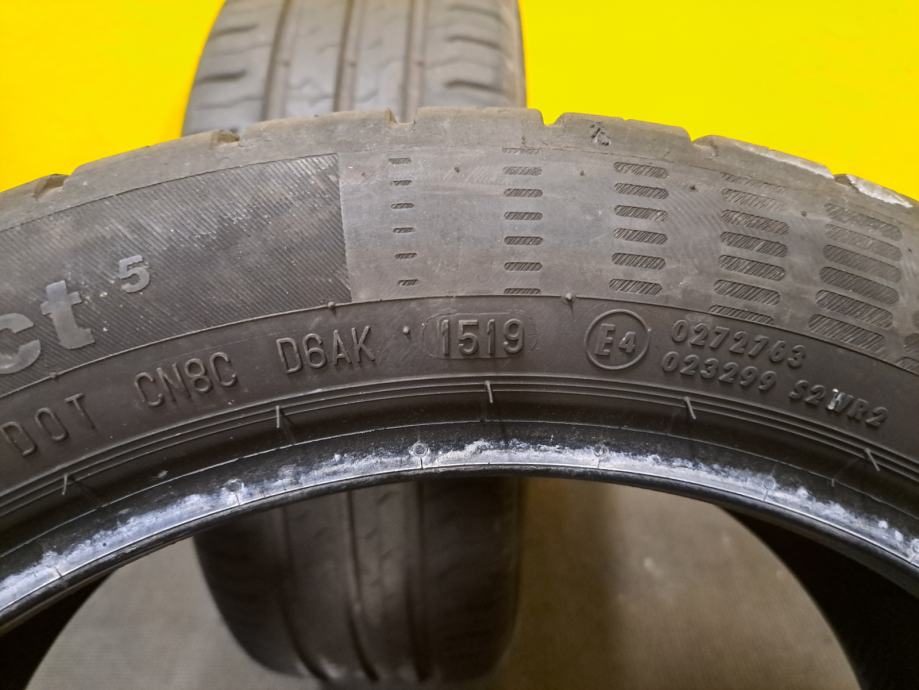 ct 5
DOT CN8C D6AK 1519 E4 0272763
023299 S2WR2